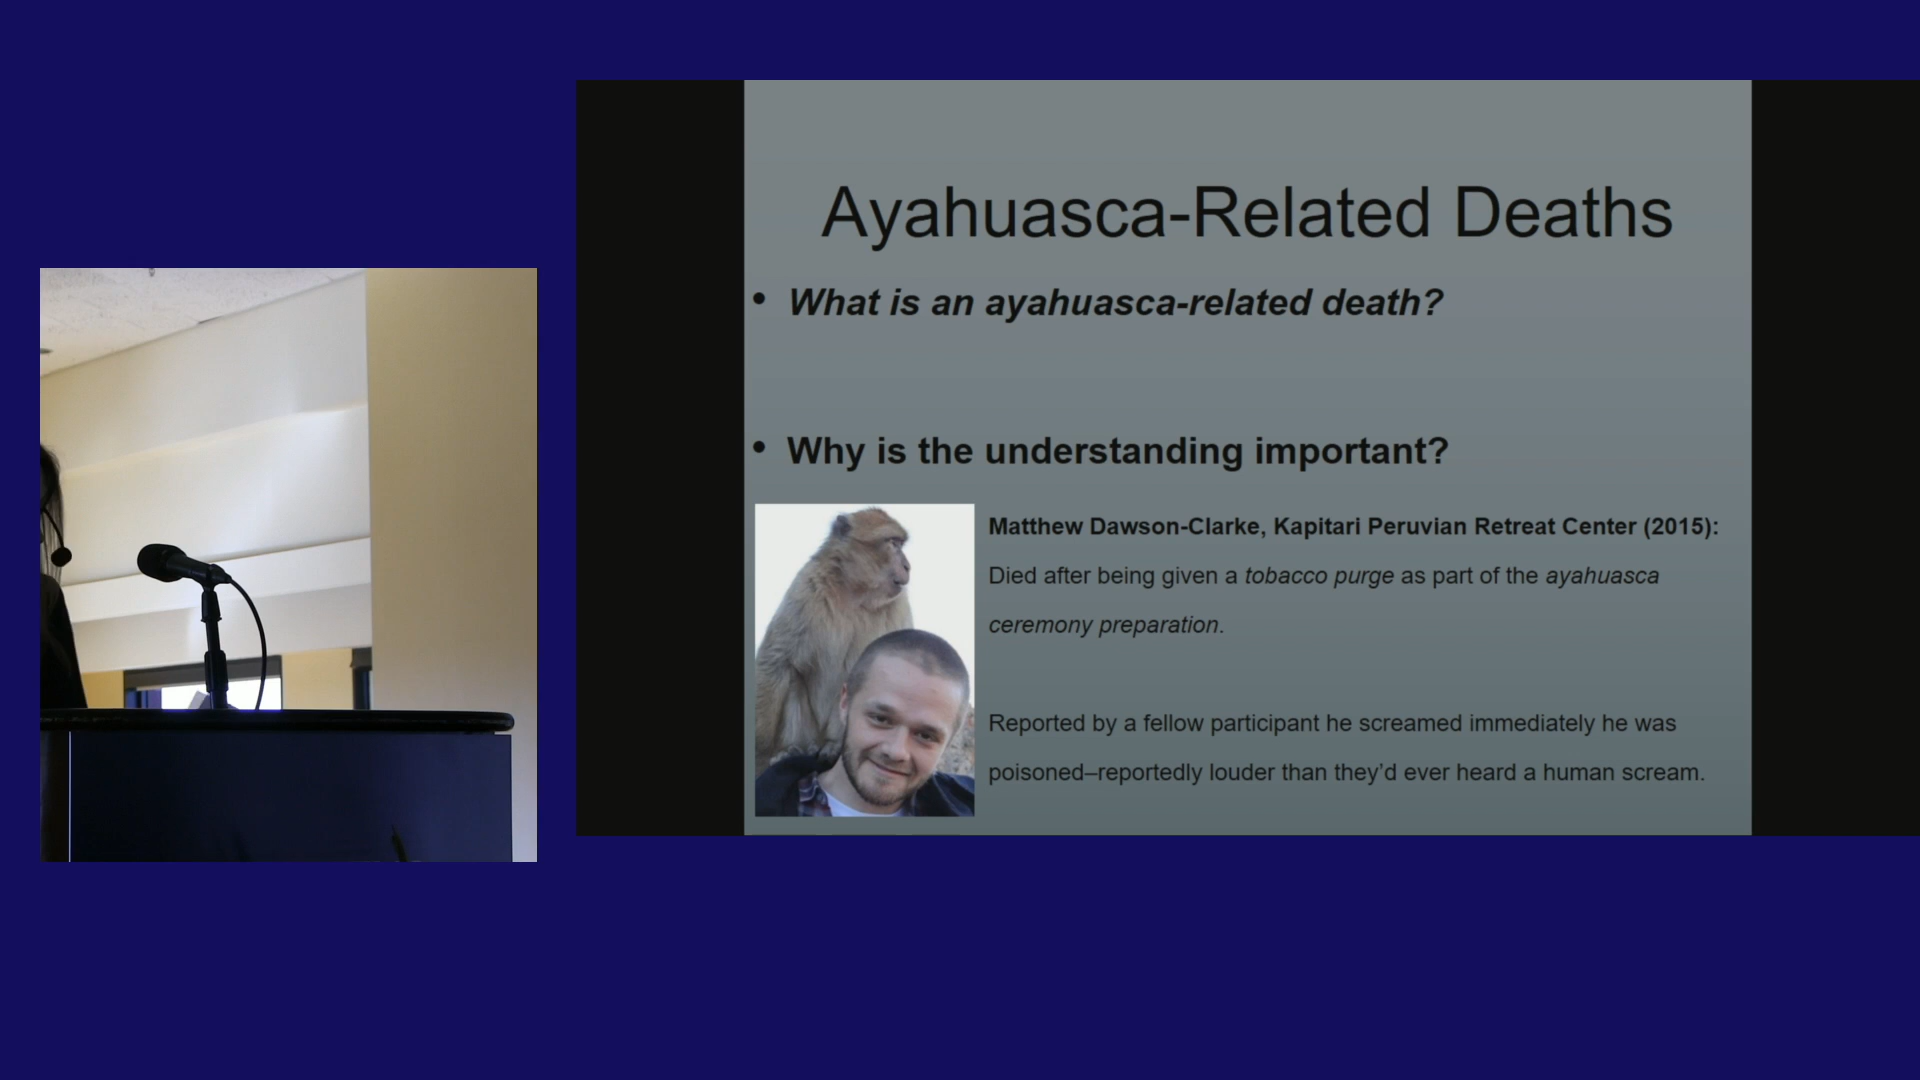 Ayahuasca-Related Deaths
• What is an ayahuasca-related death?
• Why is the understanding important?
Matthew Dawson-Clarke, Kapitari Peruvian Retreat Center (2015):
Died after being given a tobacco purge as part of the ayahuasca
ceremony preparation.
Reported by a fellow participant he screamed immediately he was
poisoned–reportedly louder than they’d ever heard a human scream.